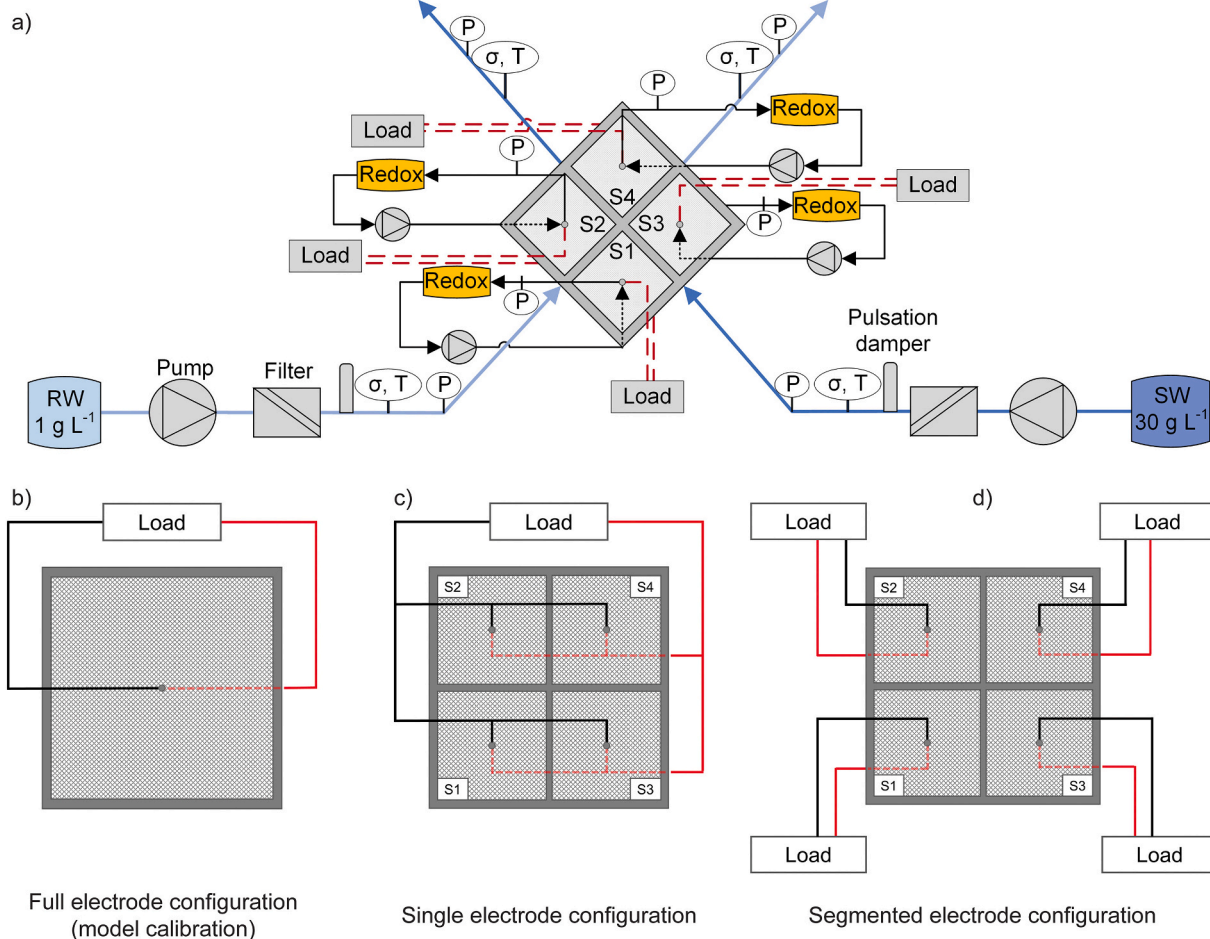 a)
P
P
σ, T
σ, T
P
Redox
Load
P
Redox
S4
Load
S2
S3
Redox
P
S1
Load
Redox
P
Pulsation
damper
Pump
Filter
Load
σ, T
P
P
σ, T
RW
1 g L⁻¹
SW
30 g L⁻¹
b)
Load
c)
Load
S2
S4
S1
S3
d)
Load
Load
S2
S4
S1
S3
Load
Load
Full electrode configuration
(model calibration)
Single electrode configuration
Segmented electrode configuration